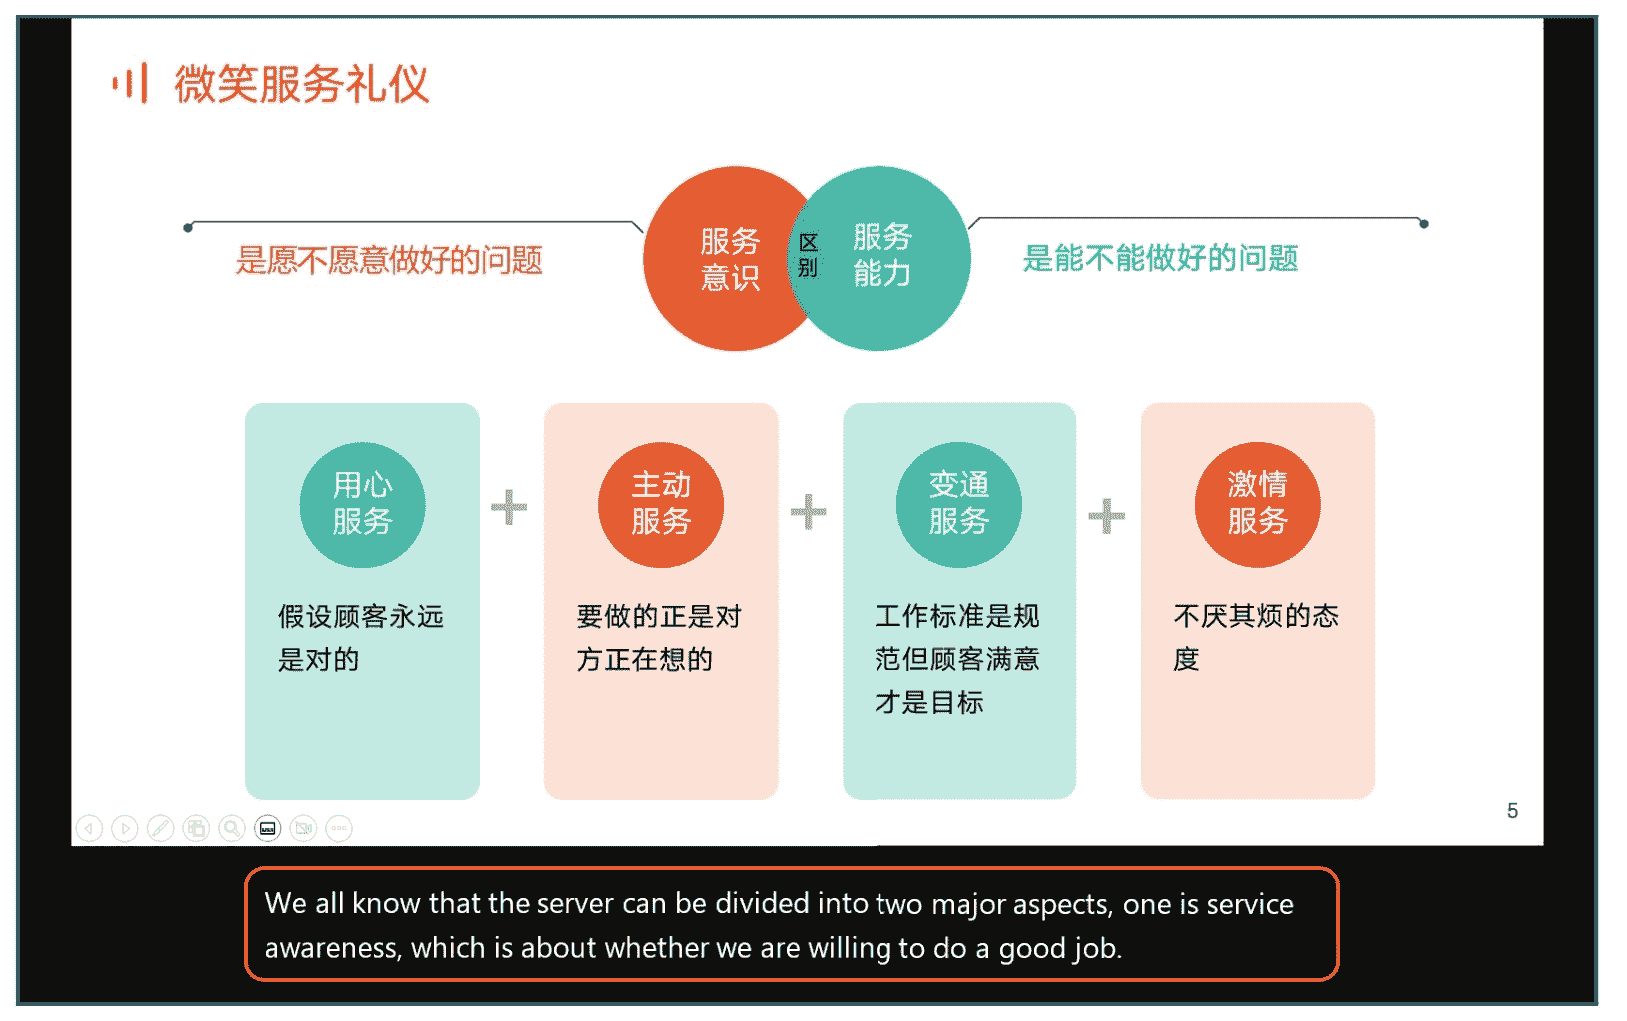 微笑服务礼仪
是愿不愿意做好的问题
服务
意识
区
别
服务
能力
是能不能做好的问题
用心
服务
假设顾客永远
是对的
主动
服务
要做的正是对
方正在想的
变通
服务
工作标准是规
范但顾客满意
才是目标
激情
服务
不厌其烦的态
度
5
We all know that the server can be divided into two major aspects, one is service
awareness, which is about whether we are willing to do a good job.